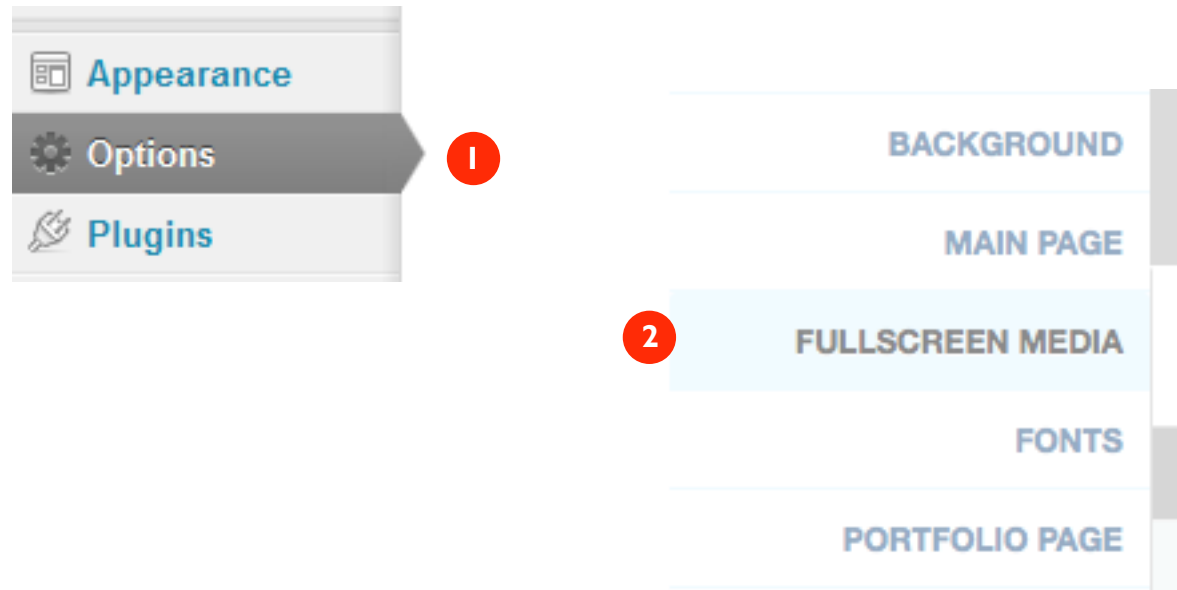 Appearance
Options
1
Plugins
BACKGROUND
MAIN PAGE
2
FULLSCREEN MEDIA
FONTS
PORTFOLIO PAGE